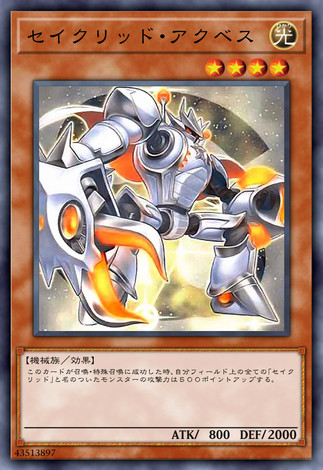 セイクリッド・アクベス
光
【機械族／効果】
このカードが召喚・特殊召喚に成功した時、自分フィールド上の全ての「セイク
リッド」と名のついたモンスターの攻撃力は５００ポイントアップする。
ATK/ 800 DEF/2000
43513897